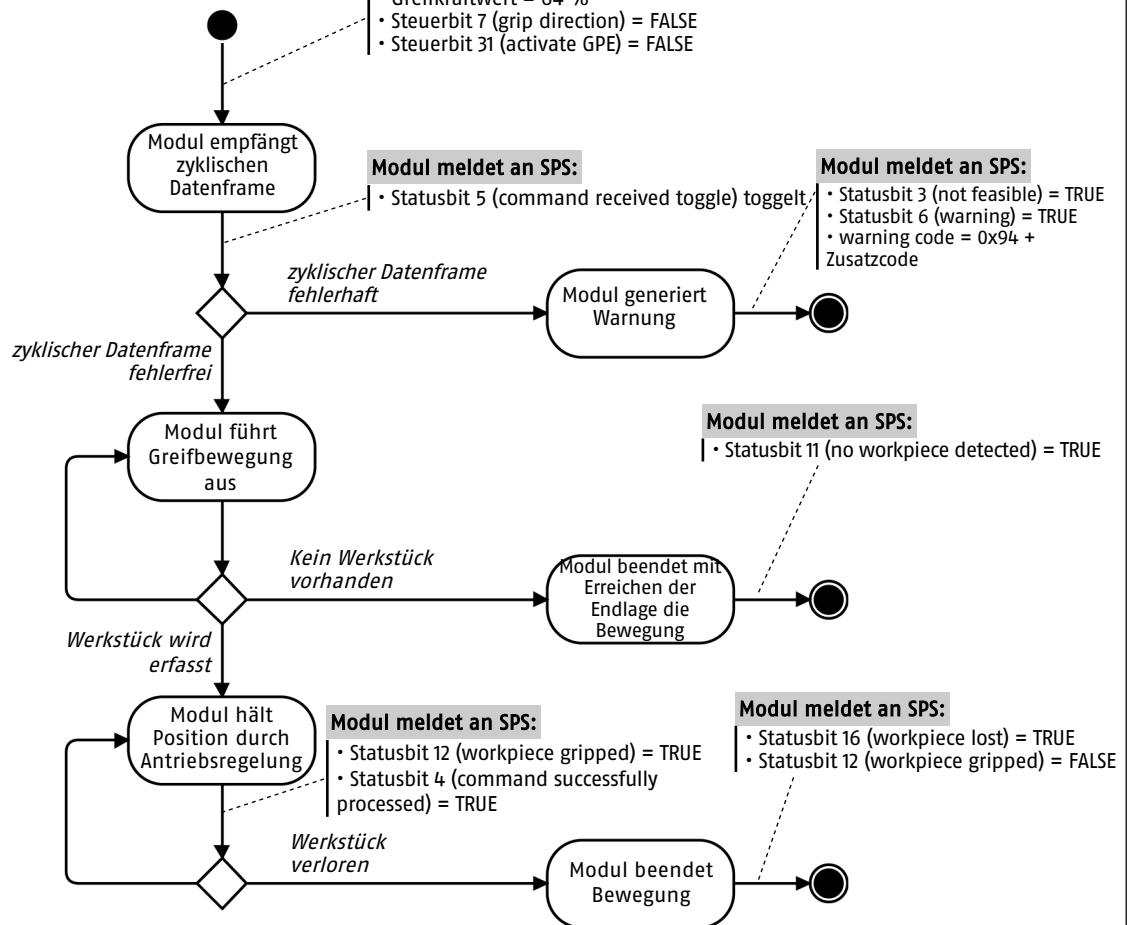 • Steuerbit 7 (grip direction) = FALSE
• Steuerbit 31 (activate GPE) = FALSE
Modul empfängt
zyklischen
Datenframe
Modul meldet an SPS:
• Statusbit 5 (command received toggle) toggelt
Modul meldet an SPS:
• Statusbit 3 (not feasible) = TRUE
• Statusbit 6 (warning) = TRUE
• warning code = 0x94 +
Zusatzcode
zyklischer Datenframe
fehlerhaft
Modul generiert
Warnung
zyklischer Datenframe
fehlerfrei
Modul führt
Greifbewegung
aus
Modul meldet an SPS:
• Statusbit 11 (no workpiece detected) = TRUE
Kein Werkstück
vorhanden
Modul beendet mit
Erreichen der
Endlage die
Bewegung
Werkstück wird
erfasst
Modul hält
Position durch
Antriebsregelung
Modul meldet an SPS:
• Statusbit 12 (workpiece gripped) = TRUE
• Statusbit 4 (command successfully
processed) = TRUE
Modul meldet an SPS:
• Statusbit 16 (workpiece lost) = TRUE
• Statusbit 12 (workpiece gripped) = FALSE
Werkstück
verloren
Modul beendet
Bewegung